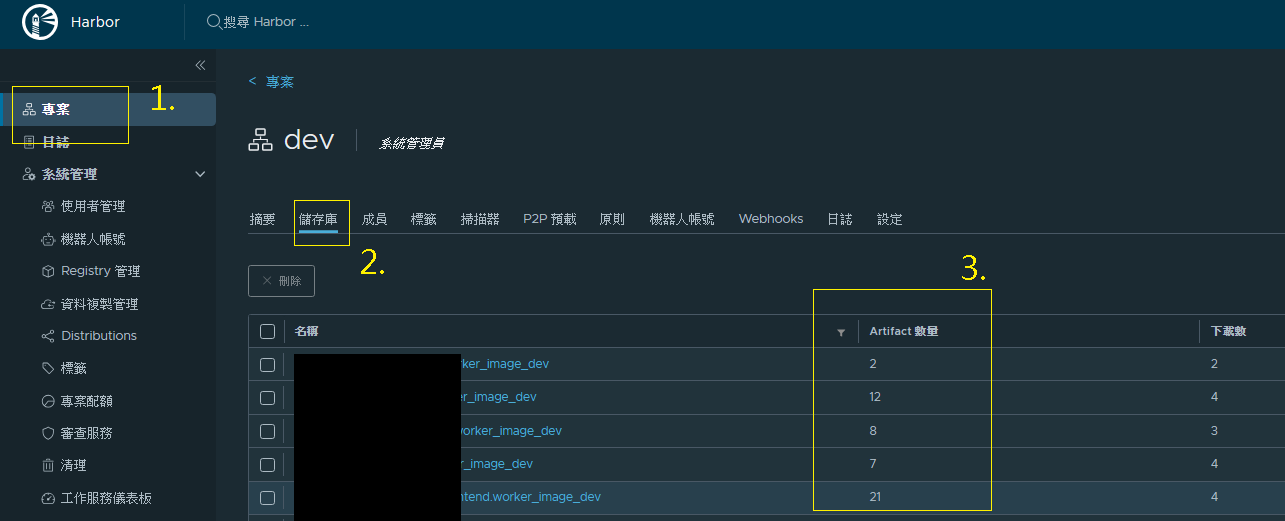 Harbor
搜尋 Harbor ...
專案
1.
日誌
系統管理
使用者管理
機器人帳號
Registry 管理
資料複製管理
Distributions
標籤
專案配額
審查服務
清理
工作服務儀表板
< 專案
dev
系統管理員
摘要 儲存庫 成員 標籤 掃描器 P2P 預載 原則 機器人帳號 Webhooks 日誌 設定
2.
3.
刪除
名稱 Artifact 數量 下載數
ker_image_dev 2 2
er_image_dev 12 4
worker_image_dev 8 3
r_image_dev 7 4
ntend.worker_image_dev 21 4